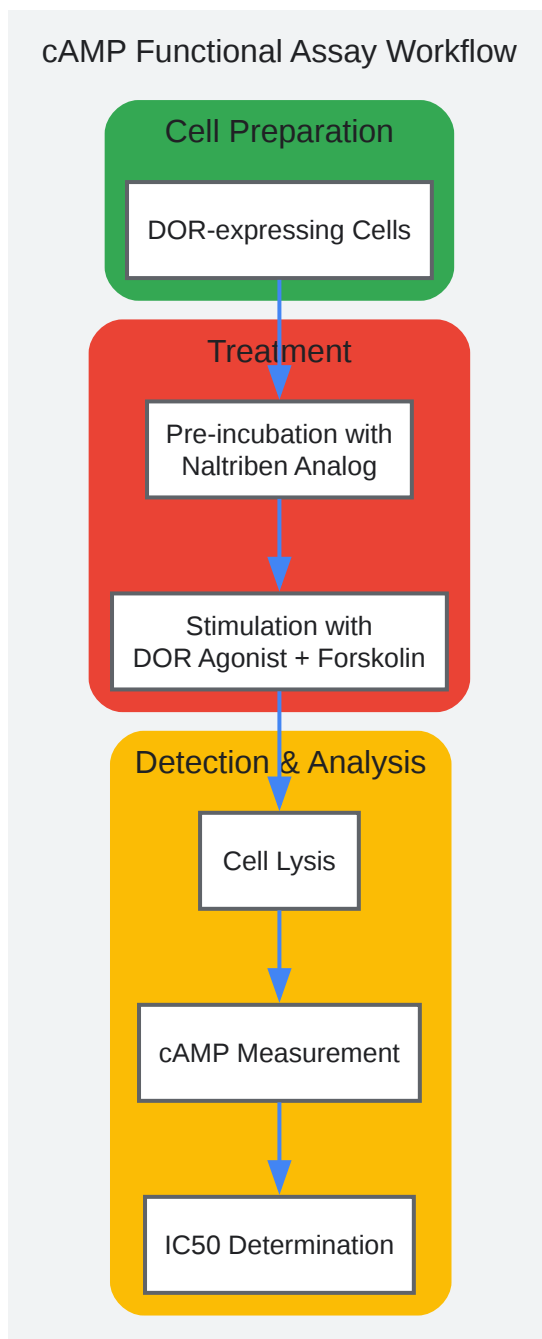 cAMP Functional Assay Workflow
Cell Preparation
DOR-expressing Cells
Treatment
Pre-incubation with
Naltriben Analog
Stimulation with
DOR Agonist + Forskolin
Detection & Analysis
Cell Lysis
cAMP Measurement
IC50 Determination